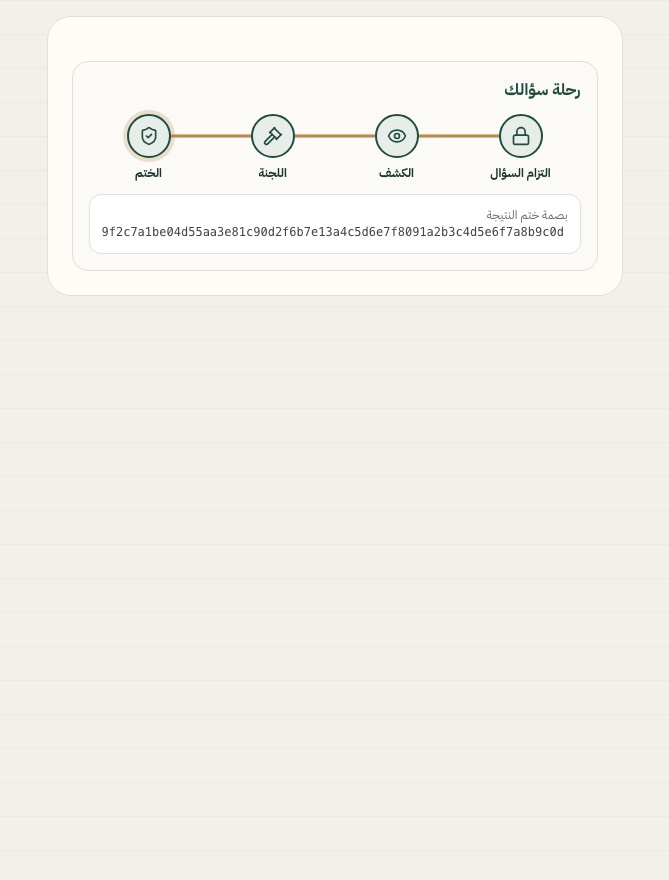 رحلة سؤالك
التزام السؤال
الكشف
اللجنة
الختم
بصمة ختم النتيجة
9f2c7a1be04d55aa3e81c90d2f6b7e13a4c5d6e7f8091a2b3c4d5e6f7a8b9c0d